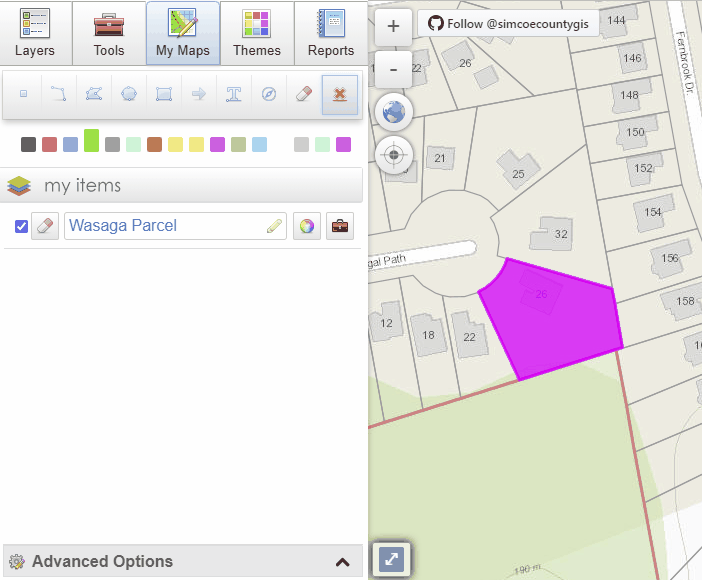 Layers
Tools
My Maps
Themes
Reports
my items
Wasaga Parcel
Advanced Options
+
-
Follow @simcoecountygis
144
146
148
150
152
154
156
158
Fernbrook Dr.
22
26
21
25
32
gal Path
26
12
18
22
190 m